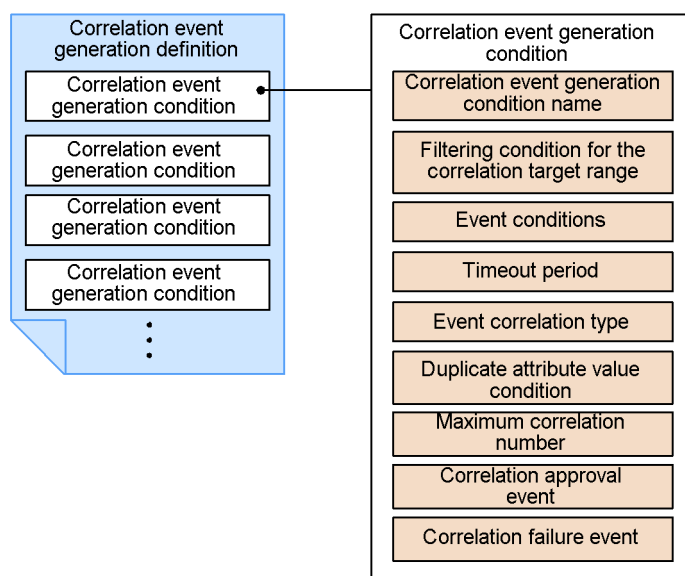 Correlation event
generation definition
Correlation event
generation condition
Correlation event
generation condition
Correlation event
generation condition
Correlation event
generation condition
Correlation event generation
condition
Correlation event generation
condition name
Filtering condition for the
correlation target range
Event conditions
Timeout period
Event correlation type
Duplicate attribute value
condition
Maximum correlation
number
Correlation approval
event
Correlation failure event